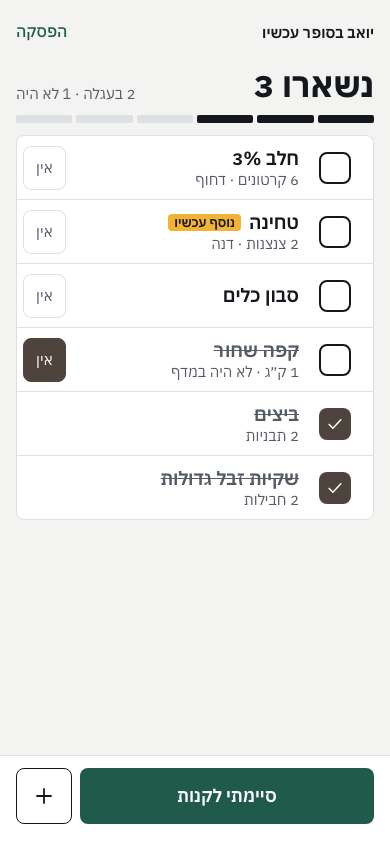 יואב בסופר עכשיו
הפסקה
נשארו 3
2 בעגלה · 1 לא היה
חלב 3%
6 קרטונים · דחוף
אין
טחינה
נוסף עכשיו
2 צנצנות · דנה
אין
סבון כלים
אין
קפה שחור
1 ק״ג · לא היה במדף
אין
ביצים
2 תבניות
שקיות זבל גדולות
2 חבילות
סיימתי לקנות
+